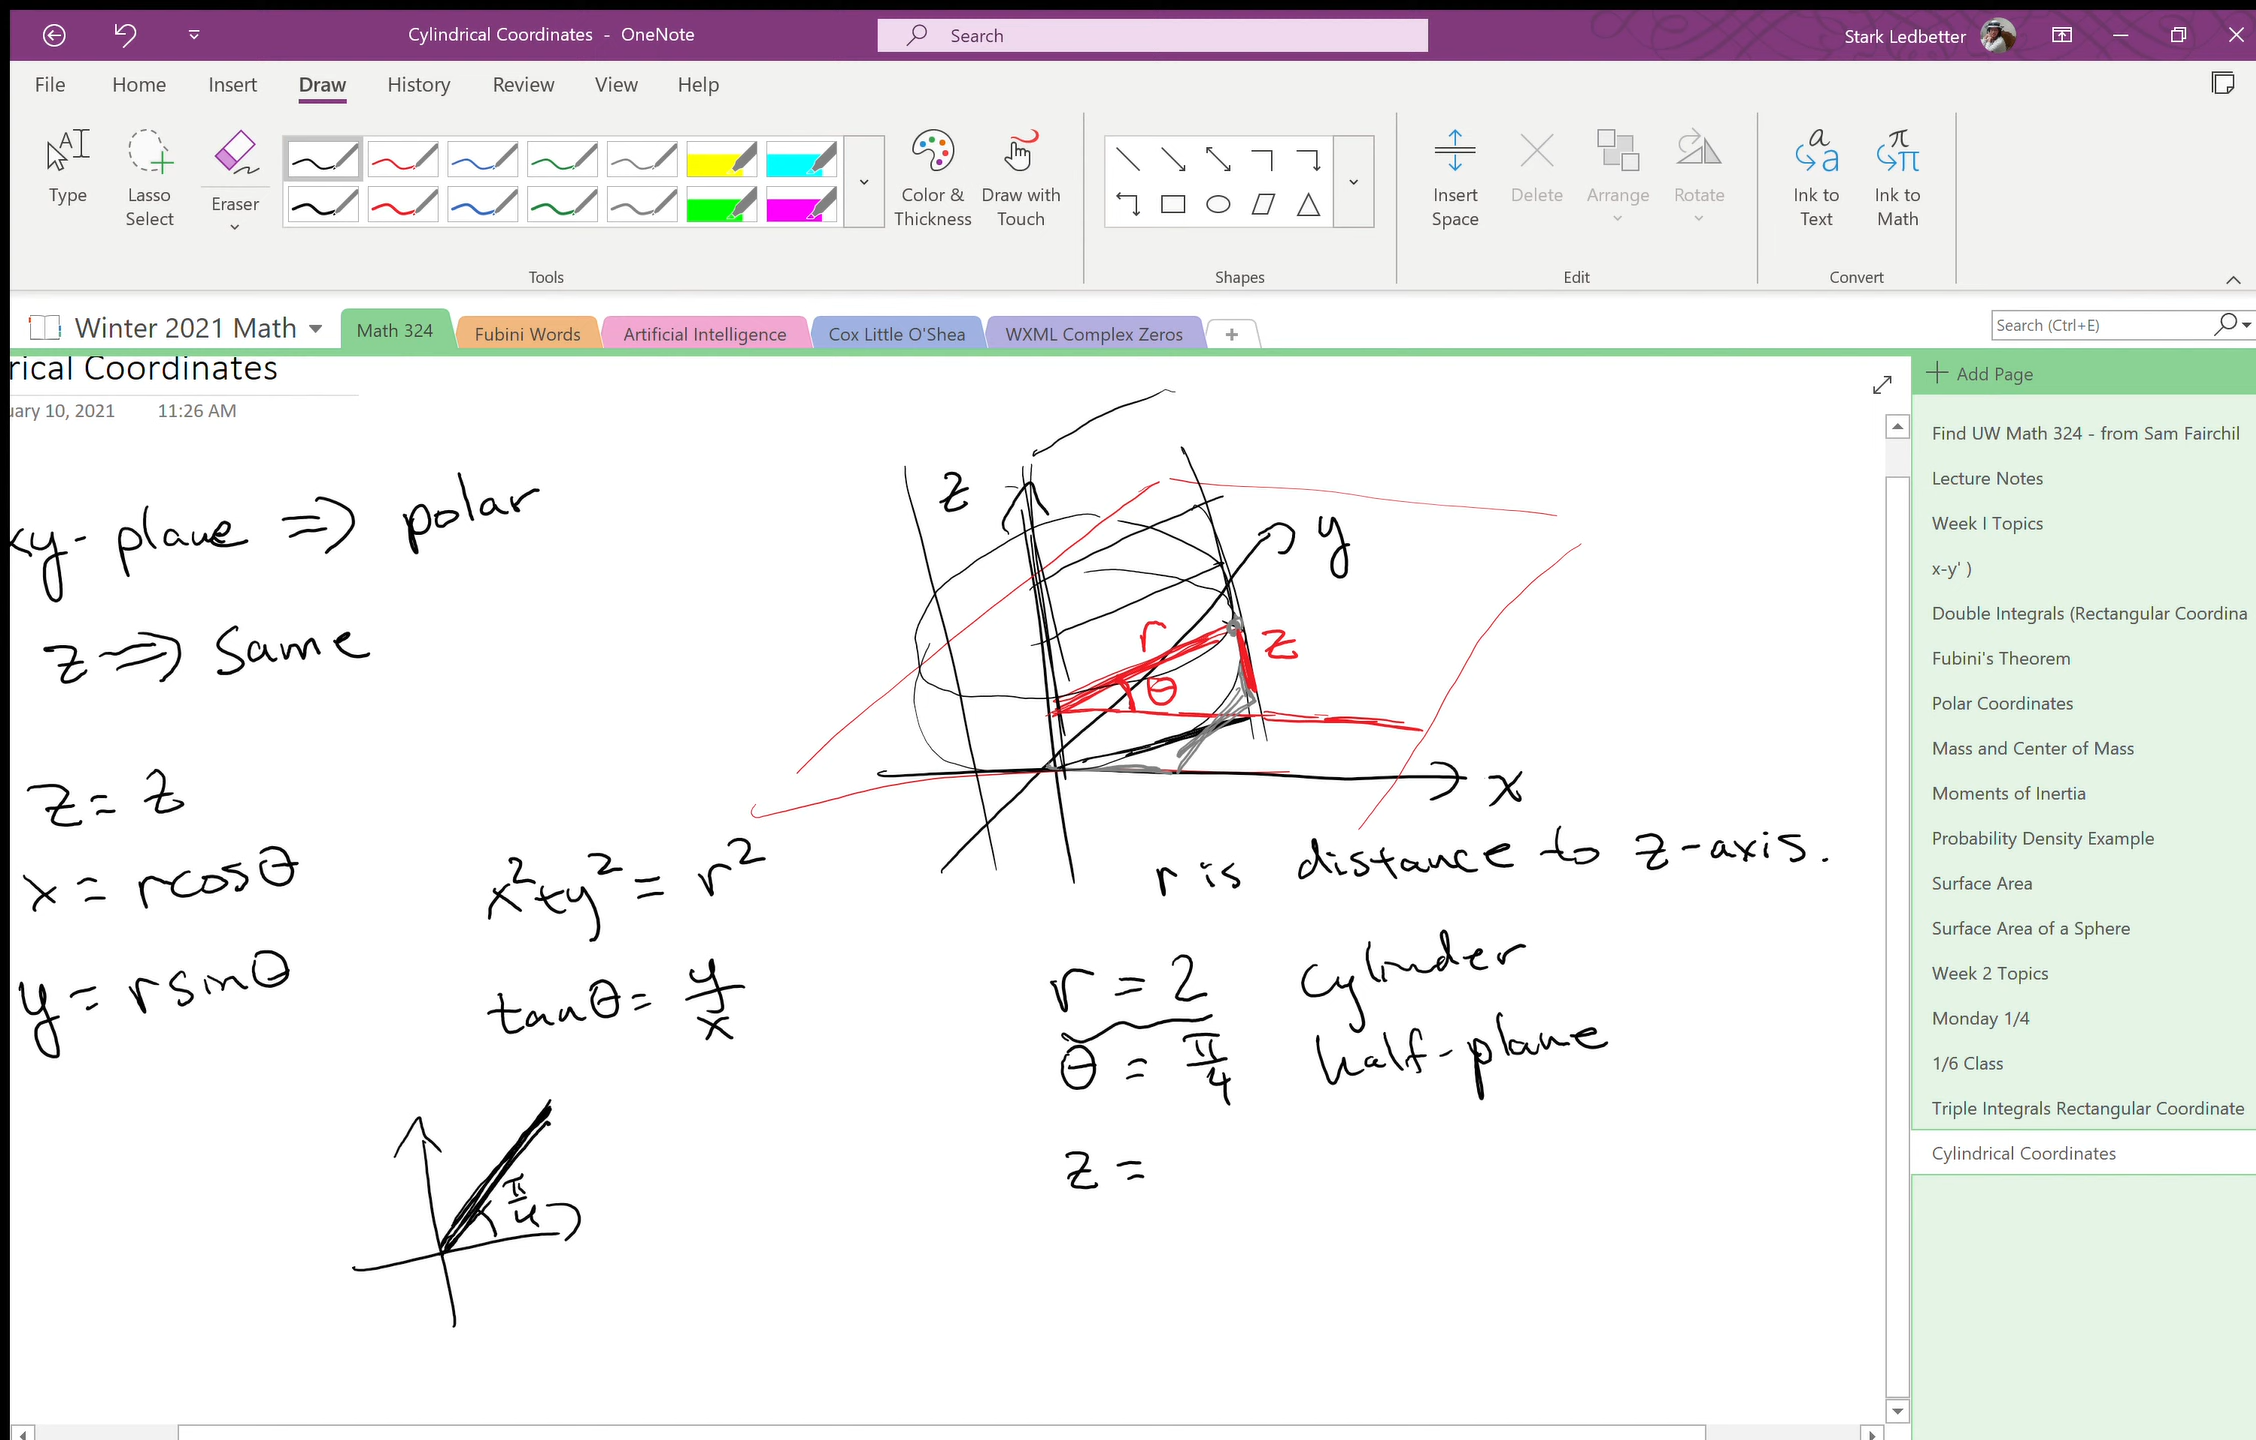 Cylindrical Coordinates - OneNote
Search
Stark Ledbetter
File Home Insert Draw History Review View Help
Type
Lasso Select
Eraser
Color & Thickness
Draw with Touch
Insert Space
Delete
Arrange
Rotate
Ink to Text
Ink to Math
Tools
Shapes
Edit
Convert
Winter 2021 Math
Math 324
Fubini Words
Artificial Intelligence
Cox Little O'Shea
WXML Complex Zeros
Search (Ctrl+E)
rical Coordinates
uary 10, 2021 11:26 AM
xy-plane ⇒ polar
z ⇒ same
z = z
x = rcosθ
y = rsinθ
x²+y² = r²
tanθ = y/x
π/4
z
y
r
z
θ
x
r is distance to z-axis.
r = 2 cylinder
θ = π/4 half-plane
z =
Add Page
Find UW Math 324 - from Sam Fairchil
Lecture Notes
Week I Topics
x-y' )
Double Integrals (Rectangular Coordina
Fubini's Theorem
Polar Coordinates
Mass and Center of Mass
Moments of Inertia
Probability Density Example
Surface Area
Surface Area of a Sphere
Week 2 Topics
Monday 1/4
1/6 Class
Triple Integrals Rectangular Coordinate
Cylindrical Coordinates